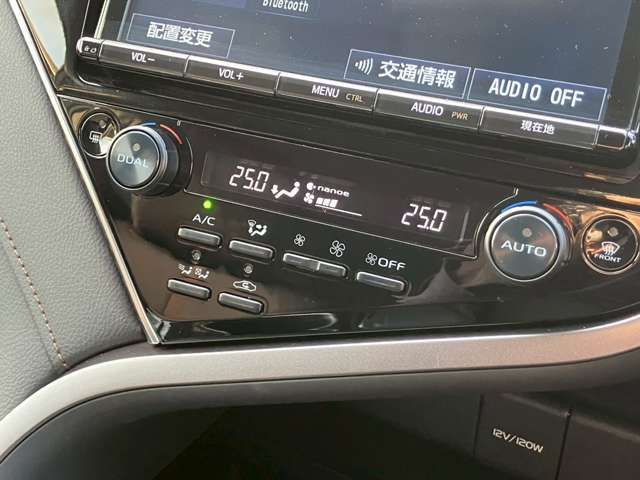 Bluetooth
配置変更
交通情報
AUDIO OFF
VOL−
VOL+
MENU CTRL
AUDIO PWR
現在地
DUAL
25.0
nanoe
25.0
A/C
AUTO
FRONT
OFF
12V/120W